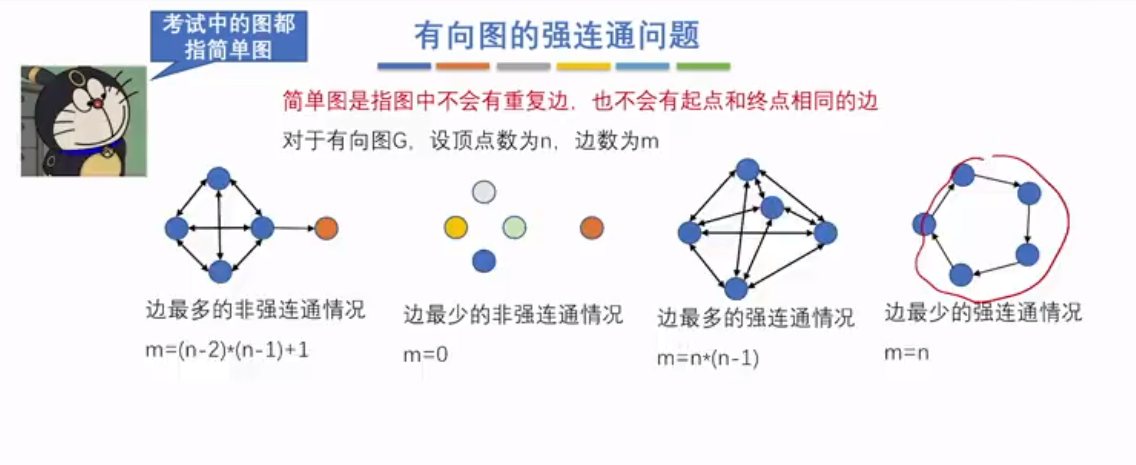 考试中的图都
指简单图
有向图的强连通问题
简单图是指图中不会有重复边，也不会有起点和终点相同的边
对于有向图G，设顶点数为n，边数为m
边最多的非强连通情况
m=(n-2)*(n-1)+1
边最少的非强连通情况
m=0
边最多的强连通情况
m=n*(n-1)
边最少的强连通情况
m=n